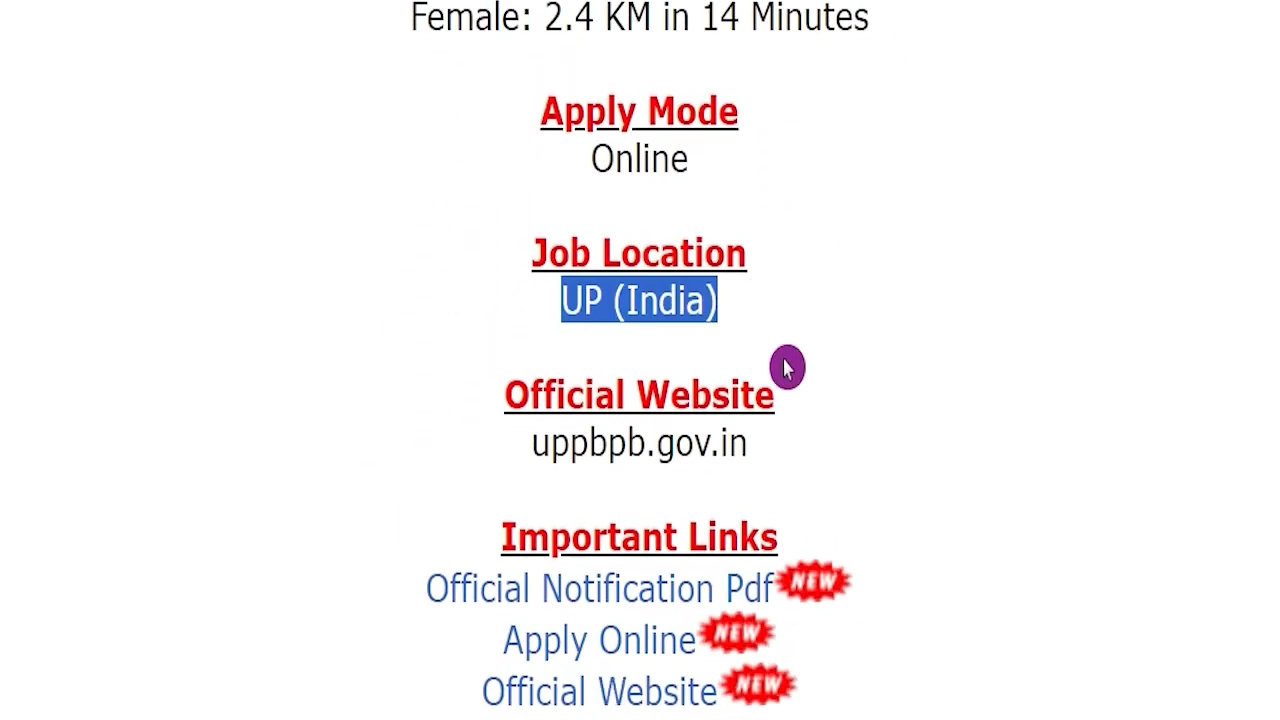 Female: 2.4 KM in 14 Minutes
Apply Mode
Online
Job Location
UP (India)
Official Website
uppbpb.gov.in
Important Links
Official Notification Pdf NEW
Apply Online NEW
Official Website NEW